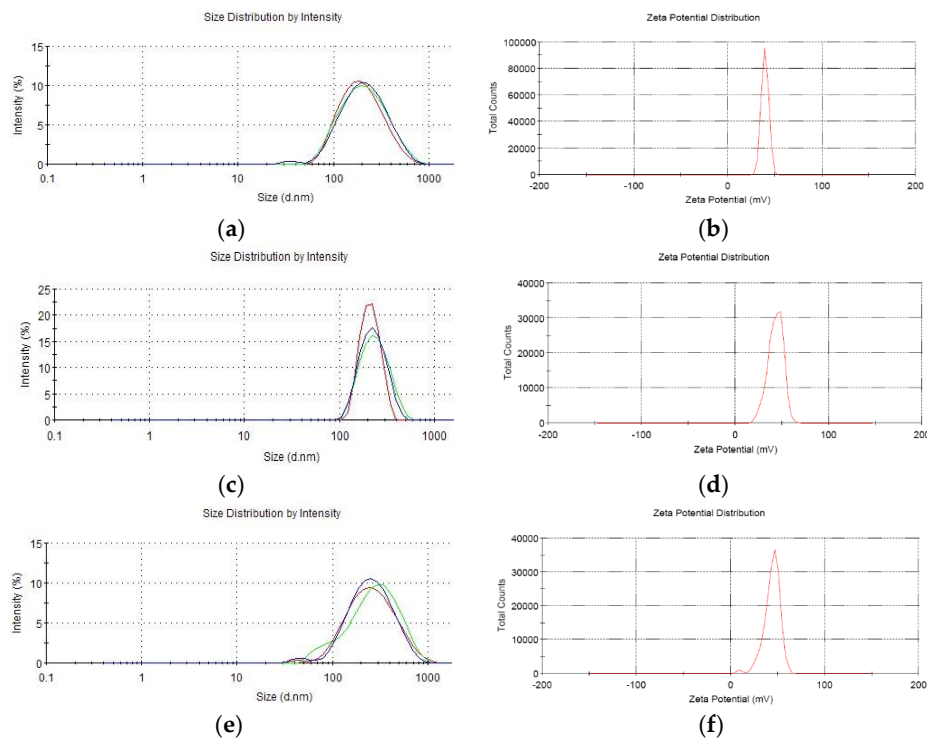 Size Distribution by Intensity
Intensity (%)
15
10
5
0
0.1 1 10 100 1000
Size (d.nm)
(a)
Zeta Potential Distribution
Total Counts
100000
80000
60000
40000
20000
0
-200 -100 0 100 200
Zeta Potential (mV)
(b)
Size Distribution by Intensity
Intensity (%)
25
20
15
10
5
0
0.1 1 10 100 1000
Size (d.nm)
(c)
Zeta Potential Distribution
Total Counts
40000
30000
20000
10000
0
-200 -100 0 100 200
Zeta Potential (mV)
(d)
Size Distribution by Intensity
Intensity (%)
15
10
5
0
0.1 1 10 100 1000
Size (d.nm)
(e)
Zeta Potential Distribution
Total Counts
40000
30000
20000
10000
0
-200 -100 0 100 200
Zeta Potential (mV)
(f)